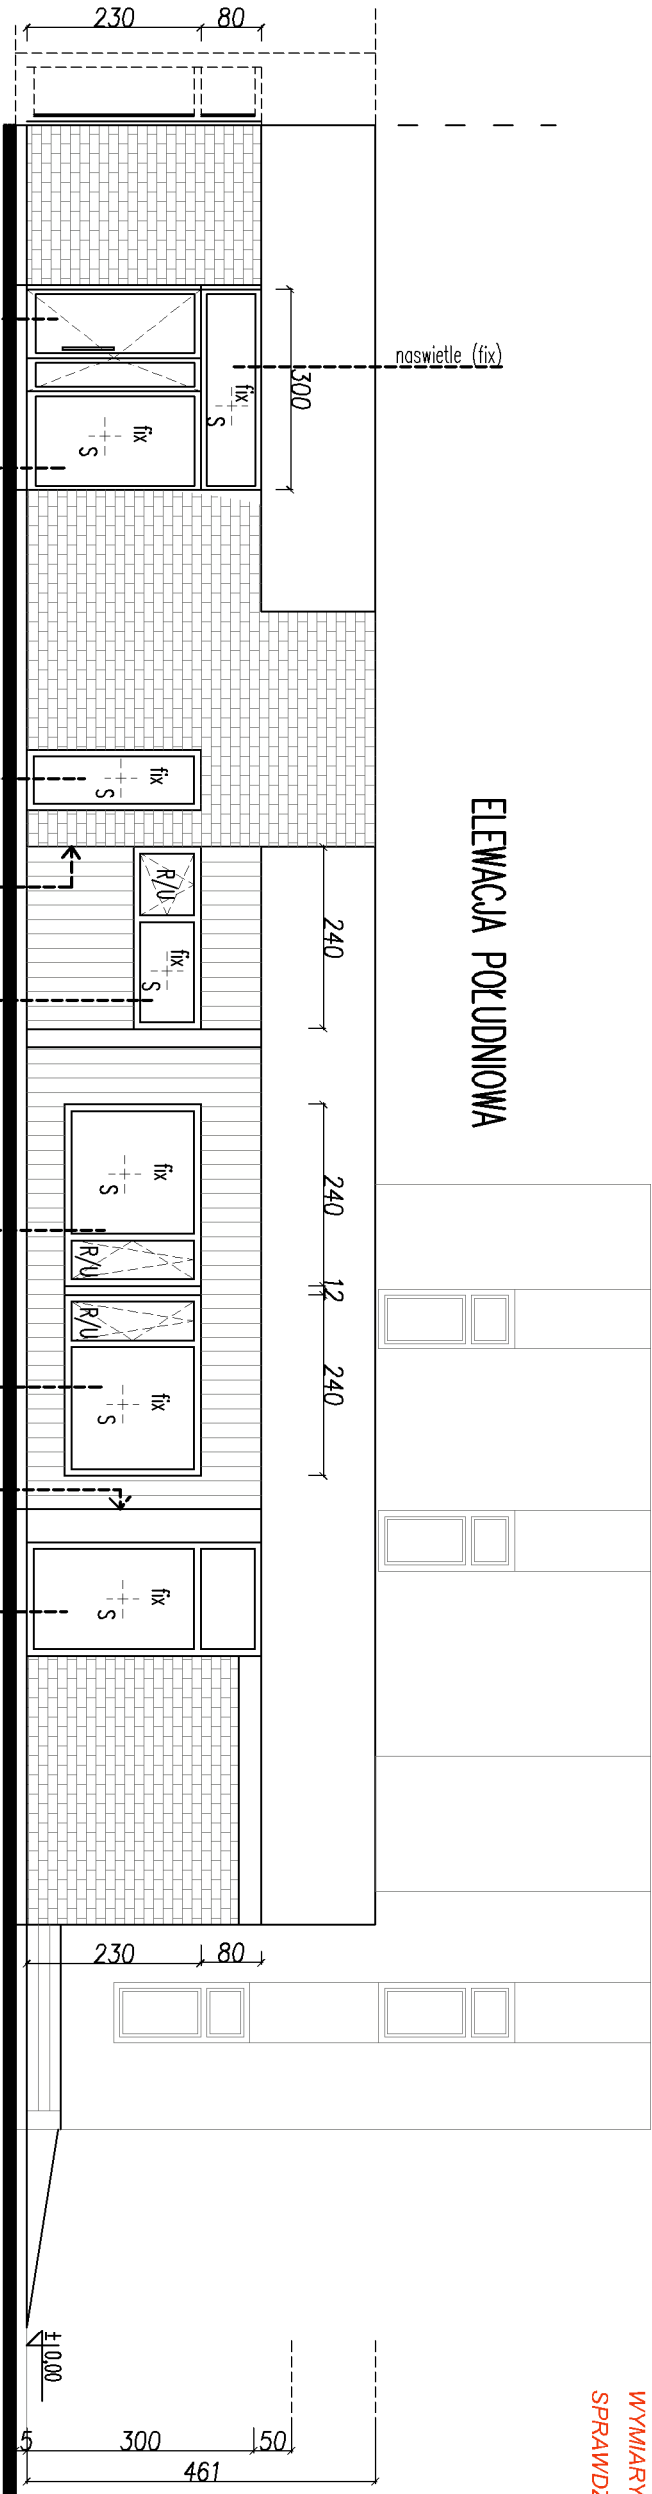 230
80
naswietle (fix)
300
fix
S
fix
S
fix
S
ELEWACJA POŁUDNIOWA
240
R/U
fix
S
240
12
240
fix
S
R/U
R/U
fix
S
fix
S
230
80
±0,00
5
300
50
461
WYMIARY